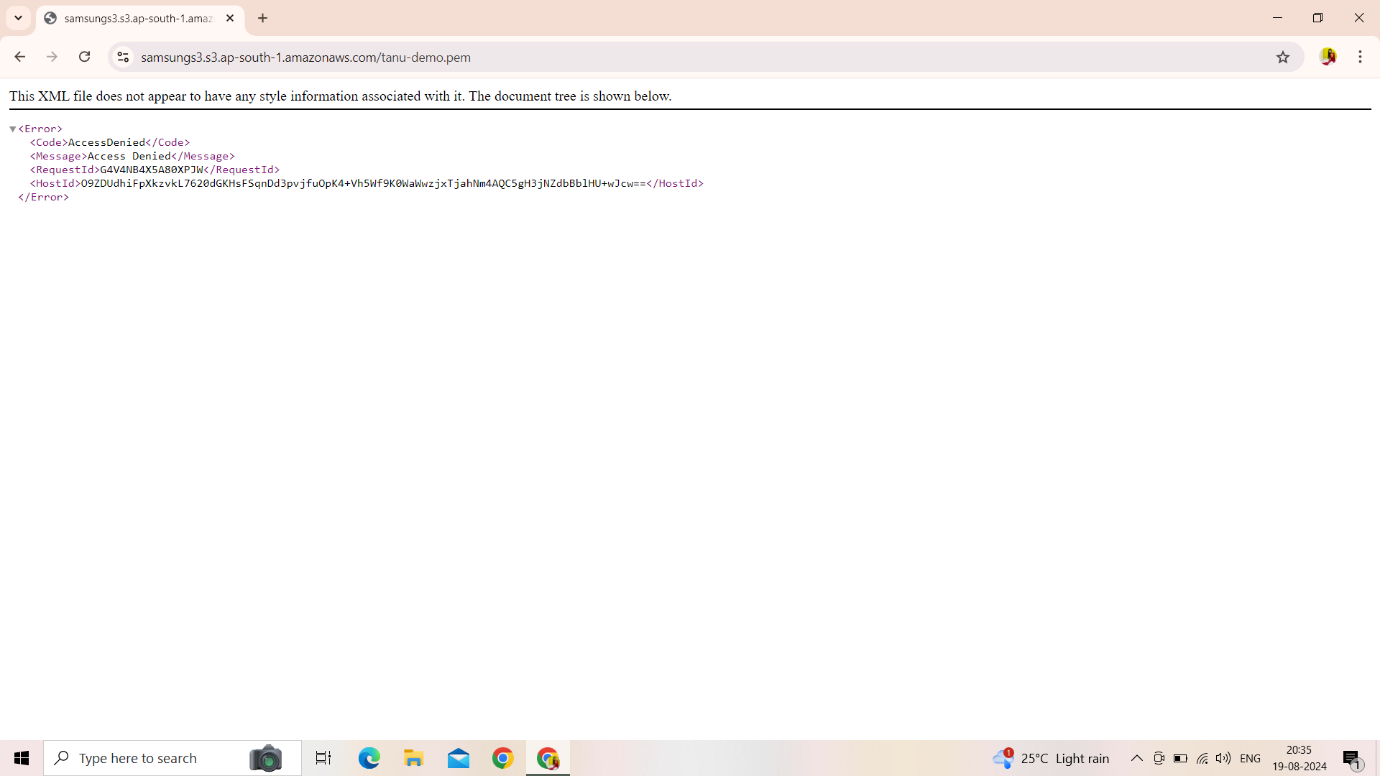 samsungs3.s3.ap-south-1.amaz
samsungs3.s3.ap-south-1.amazonaws.com/tanu-demo.pem
This XML file does not appear to have any style information associated with it. The document tree is shown below.
▼<Error>
<Code>AccessDenied</Code>
<Message>Access Denied</Message>
<RequestId>G4V4NB4X5A80XPJW</RequestId>
<HostId>O9ZDUdhiFpXkzvkL7620dGKHsFSqnDd3pvjfuOpK4+Vh5Wf9K0WaWwzjxTjahNm4AQC5gH3jNZdbBblHU+wJcw==</HostId>
</Error>
Type here to search
1
25°C Light rain
ENG
20:35
19-08-2024
1